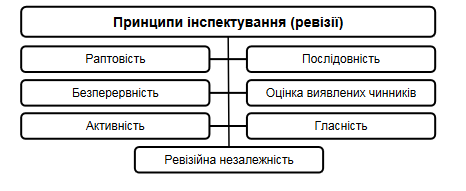 Принципи інспектування (ревізії)
Раптовість
Послідовність
Безперервність
Оцінка виявлених чинників
Активність
Гласність
Ревізійна незалежність